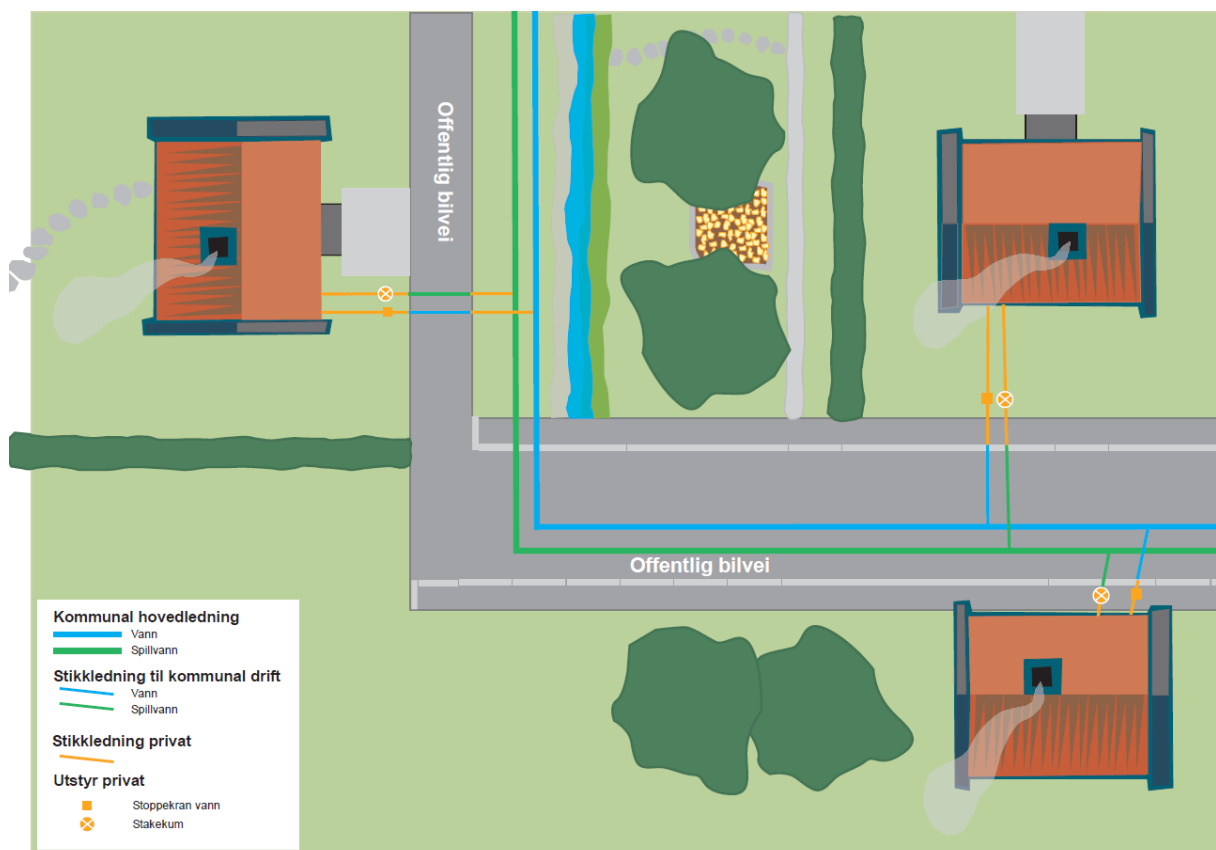 Offentlig bilvei
Offentlig bilvei
Kommunal hovedledning
Vann
Spillvann
Stikkledning til kommunal drift
Vann
Spillvann
Stikkledning privat
Utstyr privat
Stoppekran vann
Stakekum